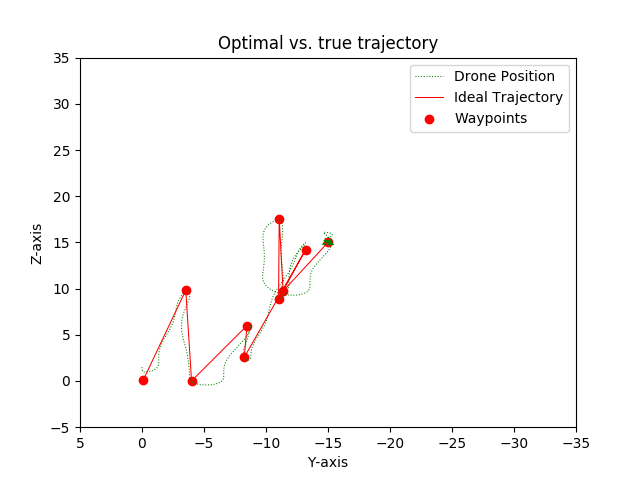 Optimal vs. true trajectory
Drone Position
Ideal Trajectory
Waypoints
Z-axis
35
30
25
20
15
10
5
0
−5
5 0 −5 −10 −15 −20 −25 −30 −35
Y-axis